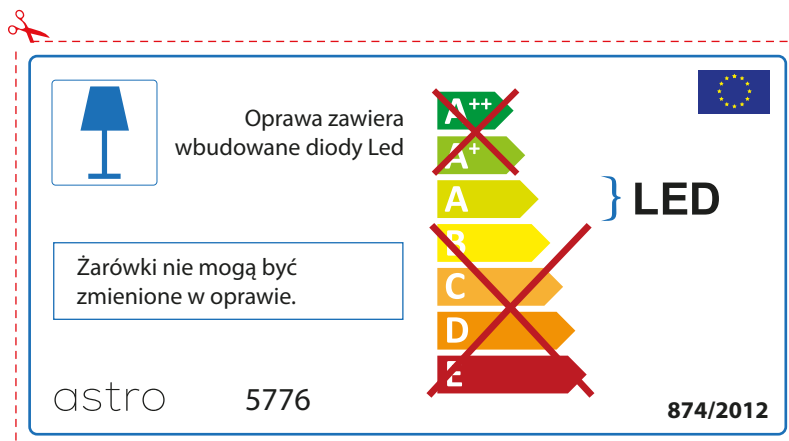 Oprawa zawiera
wbudowane diody Led
A++
A+
A
B
C
D
E
LED
Żarówki nie mogą być
zmienione w oprawie.
astro
5776
874/2012